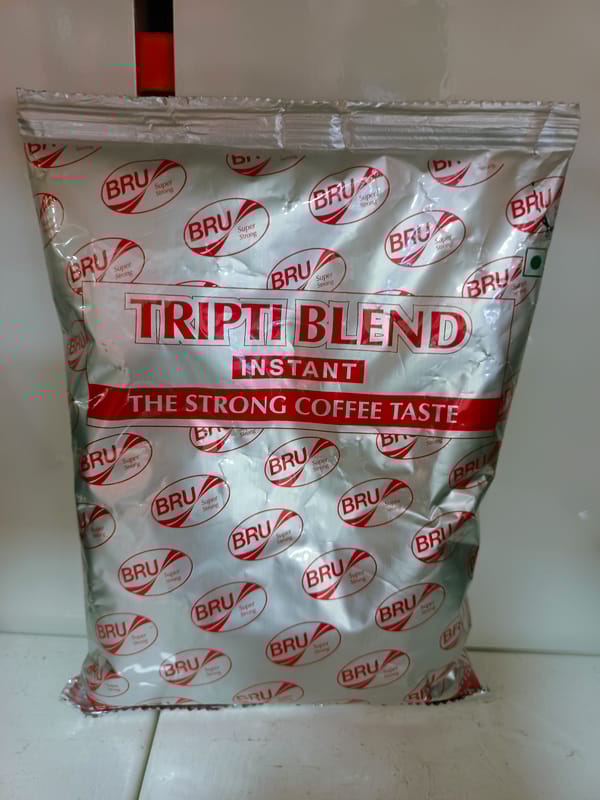 BRU Super Strong
TRIPTI BLEND
INSTANT
THE STRONG COFFEE TASTE